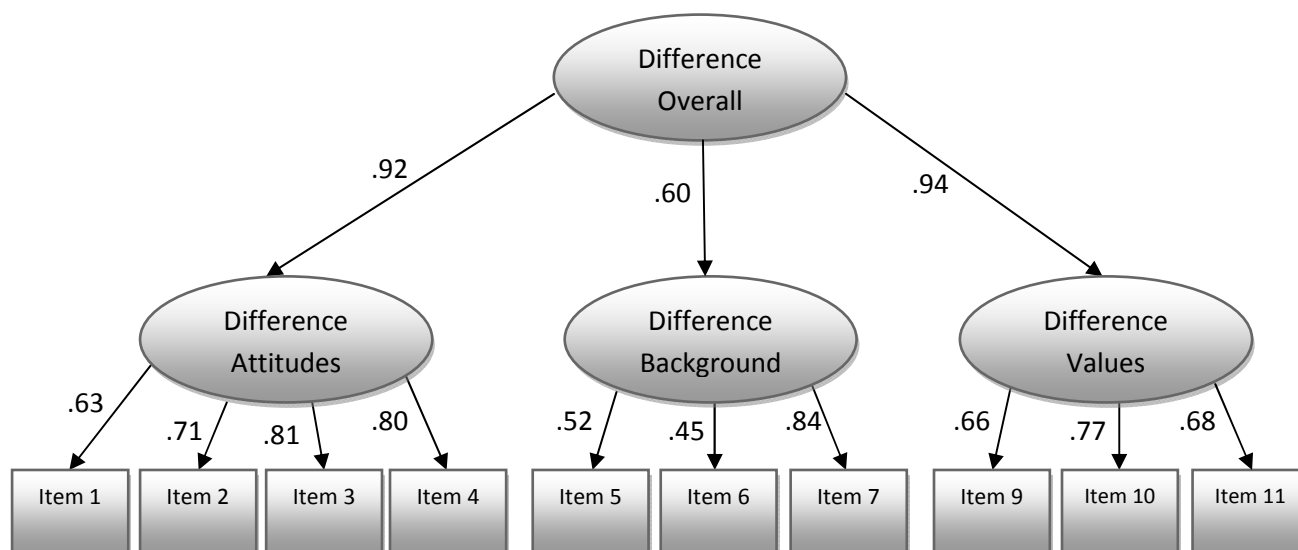 Difference
Overall
.92
.60
.94
Difference
Attitudes
Difference
Background
Difference
Values
.63
.71
.81
.80
.52
.45
.84
.66
.77
.68
Item 1
Item 2
Item 3
Item 4
Item 5
Item 6
Item 7
Item 9
Item 10
Item 11